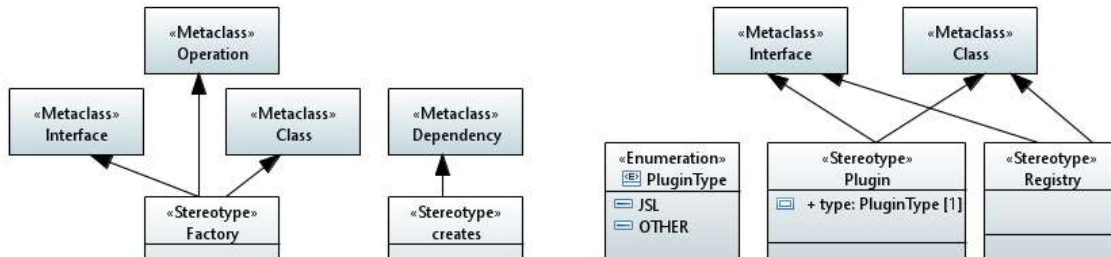 «Metaclass»
Operation
«Metaclass»
Interface
«Metaclass»
Class
«Metaclass»
Dependency
«Stereotype»
Factory
«Stereotype»
creates
«Metaclass»
Interface
«Metaclass»
Class
«Enumeration»
<E> PluginType
JSL
OTHER
«Stereotype»
Plugin
+ type: PluginType [1]
«Stereotype»
Registry